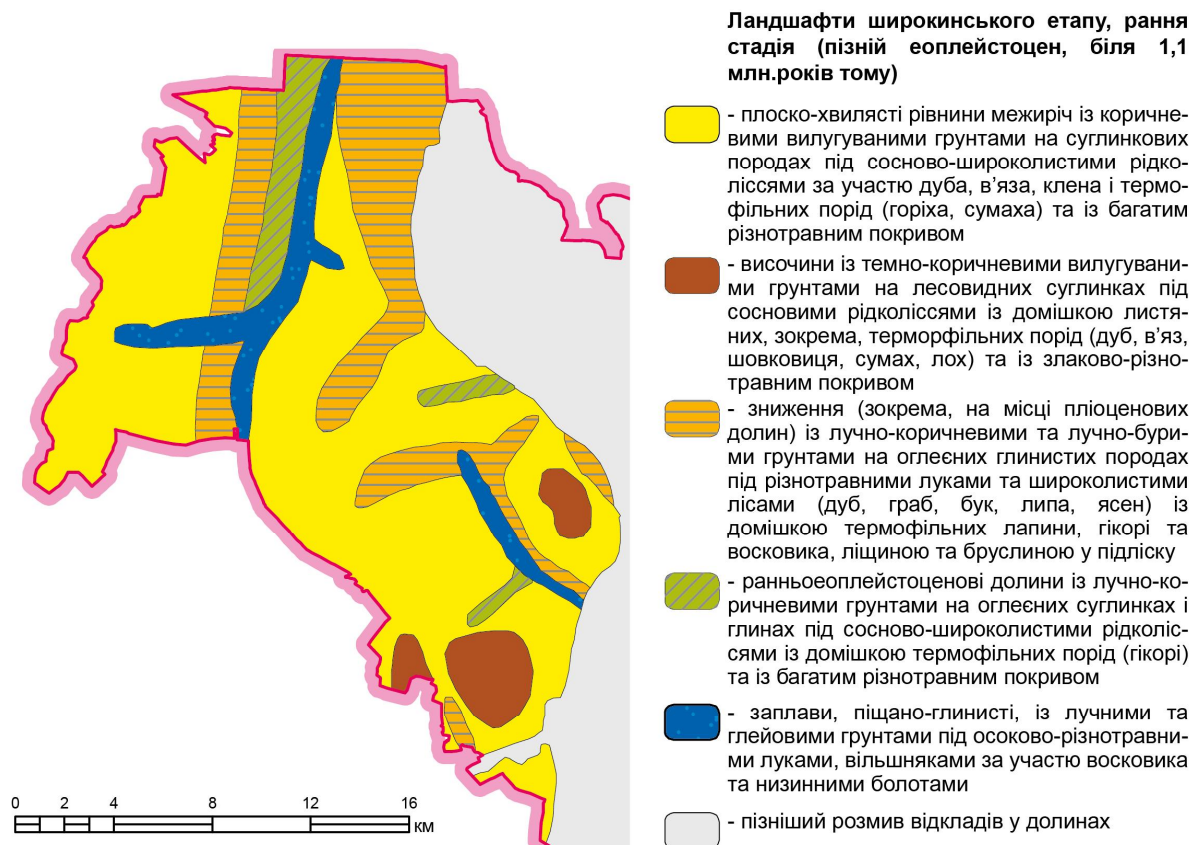 Ландшафти широкинського етапу, рання
стадія (пізній еоплейстоцен, біля 1,1
млн.років тому)
- плоско-хвилясті рівнини межиріч із коричне-
вими вилугуваними грунтами на суглинкових
породах під сосново-широколистими рідко-
ліссями за участю дуба, в’яза, клена і термо-
фільних порід (горіха, сумаха) та із багатим
різнотравним покривом
- височини із темно-коричневими вилугувани-
ми грунтами на лесовидних суглинках під
сосновими рідколіссями із домішкою листя-
них, зокрема, терморфільних порід (дуб, в’яз,
шовковиця, сумах, лох) та із злаково-різно-
травним покривом
- зниження (зокрема, на місці пліоценових
долин) із лучно-коричневими та лучно-бури-
ми грунтами на оглеєних глинистих породах
під різнотравними луками та широколистими
лісами (дуб, граб, бук, липа, ясен) із
домішкою термофільних лапини, гікорі та
восковика, ліщиною та бруслиною у підліску
- ранньоеоплейстоценові долини із лучно-ко-
ричневими грунтами на оглеєних суглинках і
глинах під сосново-широколистими рідколіс-
сями із домішкою термофільних порід (гікорі)
та із багатим різнотравним покривом
- заплави, піщано-глинисті, із лучними та
глейовими грунтами під осоково-різнотравни-
ми луками, вільшняками за участю восковика
та низинними болотами
- пізніший розмив відкладів у долинах
0 2 4 8 12 16
км